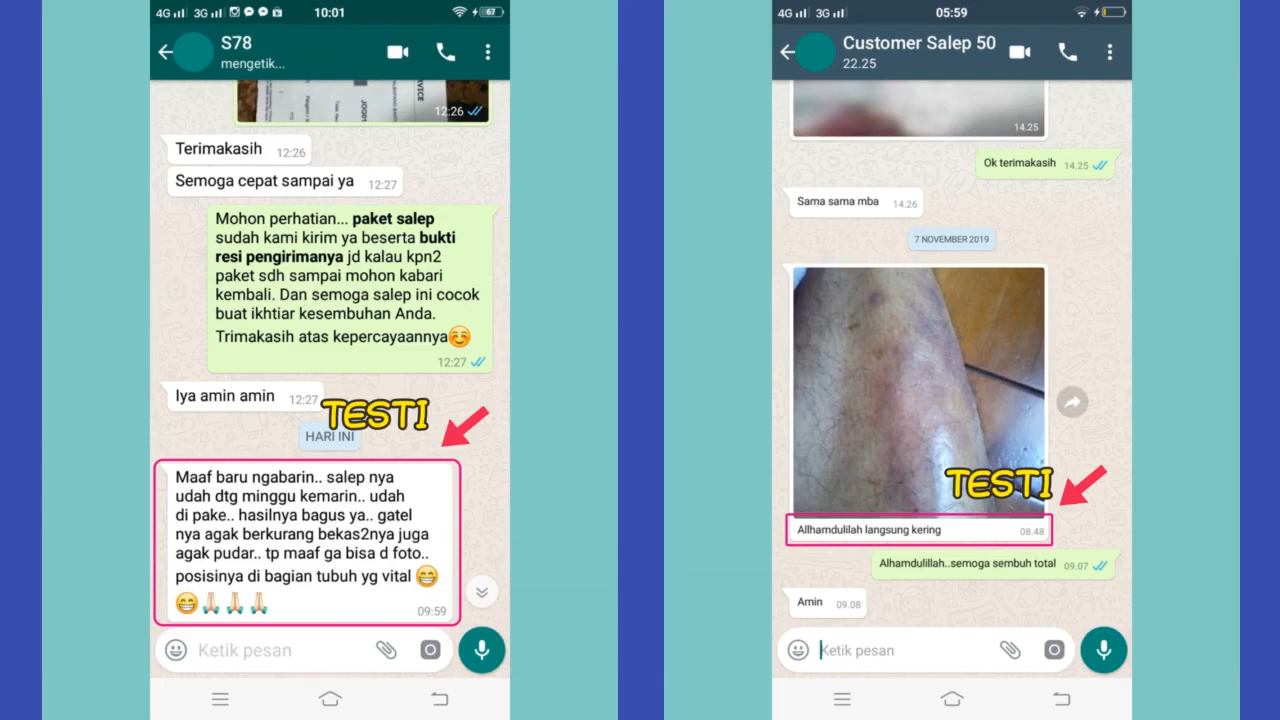 4G 3G 10:01 67
S78
mengetik...
12:26
Terimakasih 12:26
Semoga cepat sampai ya 12:27
Mohon perhatian... paket salep
sudah kami kirim ya beserta bukti
resi pengirimanya jd kalau kpn2
paket sdh sampai mohon kabari
kembali. Dan semoga salep ini cocok
buat ikhtiar kesembuhan Anda.
Trimakasih atas kepercayaannya😊
12:27
Iya amin amin 12:27
TESTI
HARI INI
Maaf baru ngabarin.. salep nya
udah dtg minggu kemarin.. udah
di pake.. hasilnya bagus ya.. gatel
nya agak berkurang bekas2nya juga
agak pudar.. tp maaf ga bisa d foto..
posisinya di bagian tubuh yg vital 😁
😁🙏🙏🙏 09:59
Ketik pesan
4G 3G 05:59
Customer Salep 50
22.25
14.25
Ok terimakasih 14.25
Sama sama mba 14.26
7 NOVEMBER 2019
TESTI
Allhamdulilah langsung kering 08.48
Alhamdulillah..semoga sembuh total 09.07
Amin 09.08
Ketik pesan